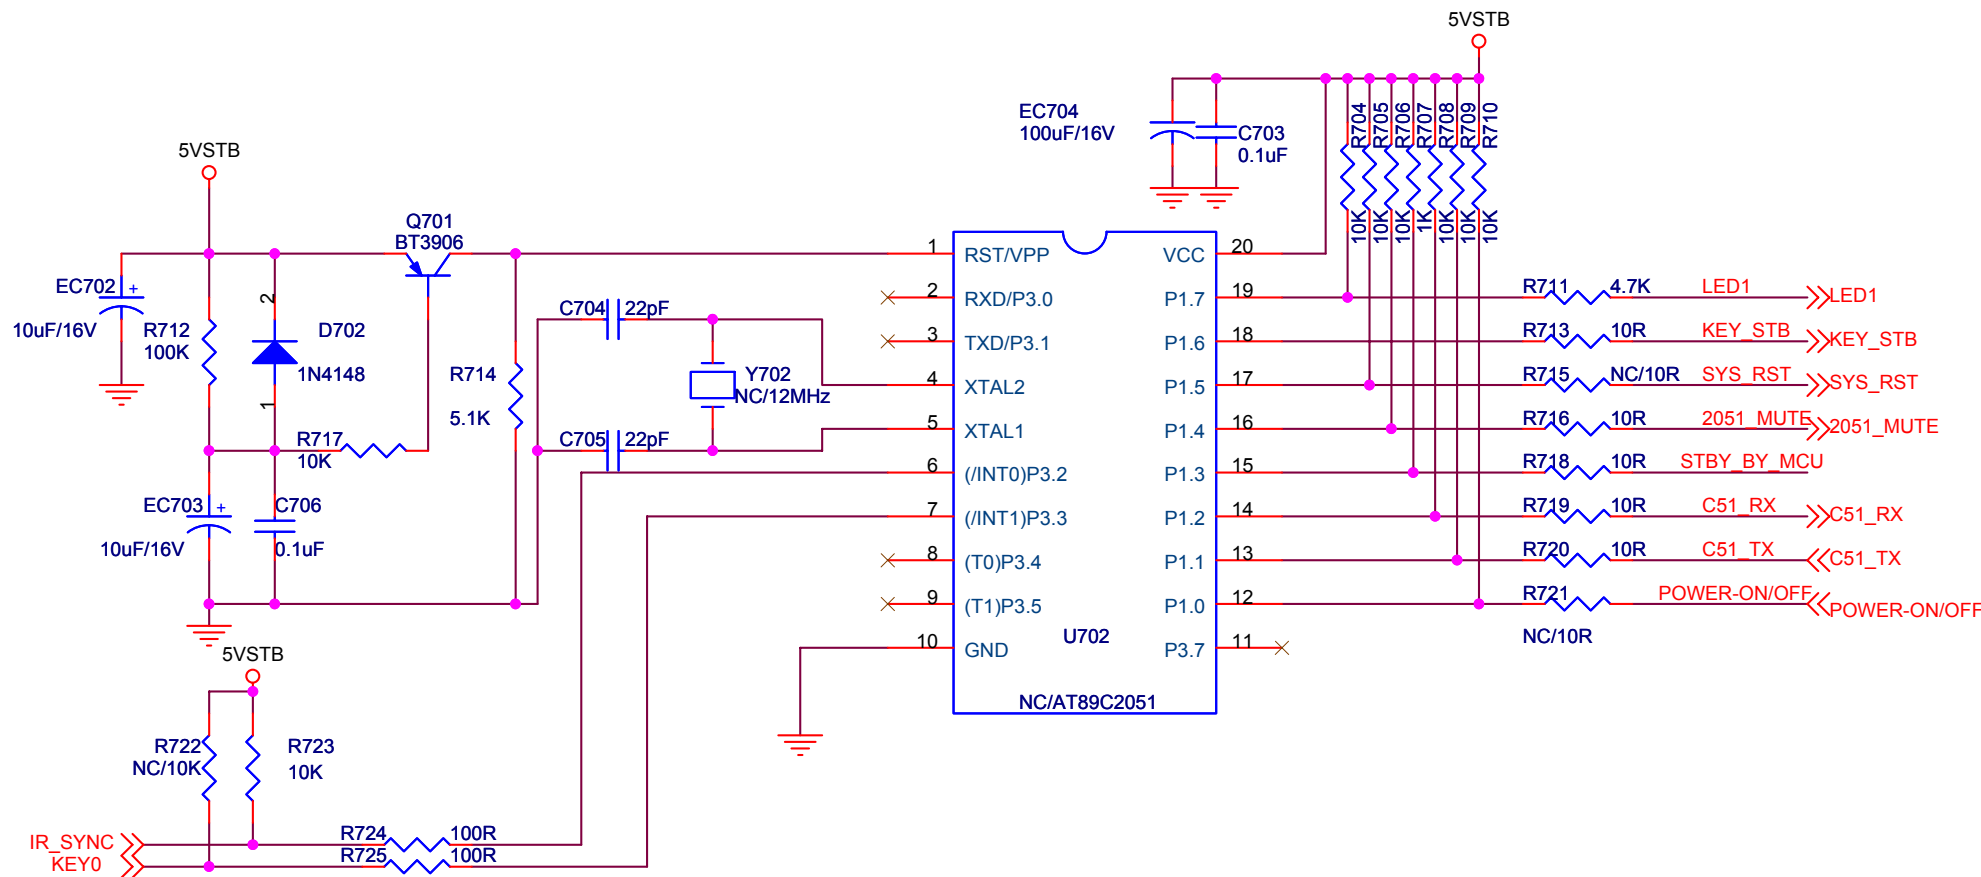 5VSTB
EC704
100uF/16V
C703
0.1uF
R704
R705
R706
R707
R708
R709
R710
10K
10K
10K
1K
10K
10K
10K
5VSTB
Q701
BT3906
EC702
+
10uF/16V
R712
100K
2
D702
1N4148
1
R717
10K
EC703
+
10uF/16V
C706
0.1uF
R714
5.1K
C704
22pF
Y702
NC/12MHz
C705
22pF
1
RST/VPP
2
RXD/P3.0
3
TXD/P3.1
4
XTAL2
5
XTAL1
6
(/INT0)P3.2
7
(/INT1)P3.3
8
(T0)P3.4
9
(T1)P3.5
10
GND
VCC
20
P1.7
19
P1.6
18
P1.5
17
P1.4
16
P1.3
15
P1.2
14
P1.1
13
P1.0
12
P3.7
11
U702
NC/AT89C2051
R711
4.7K
LED1
LED1
R713
10R
KEY_STB
KEY_STB
R715
NC/10R
SYS_RST
SYS_RST
R716
10R
2051_MUTE
2051_MUTE
R718
10R
STBY_BY_MCU
R719
10R
C51_RX
C51_RX
R720
10R
C51_TX
C51_TX
R721
POWER-ON/OFF
POWER-ON/OFF
NC/10R
5VSTB
R722
NC/10K
R723
10K
IR_SYNC
R724
100R
KEY0
R725
100R